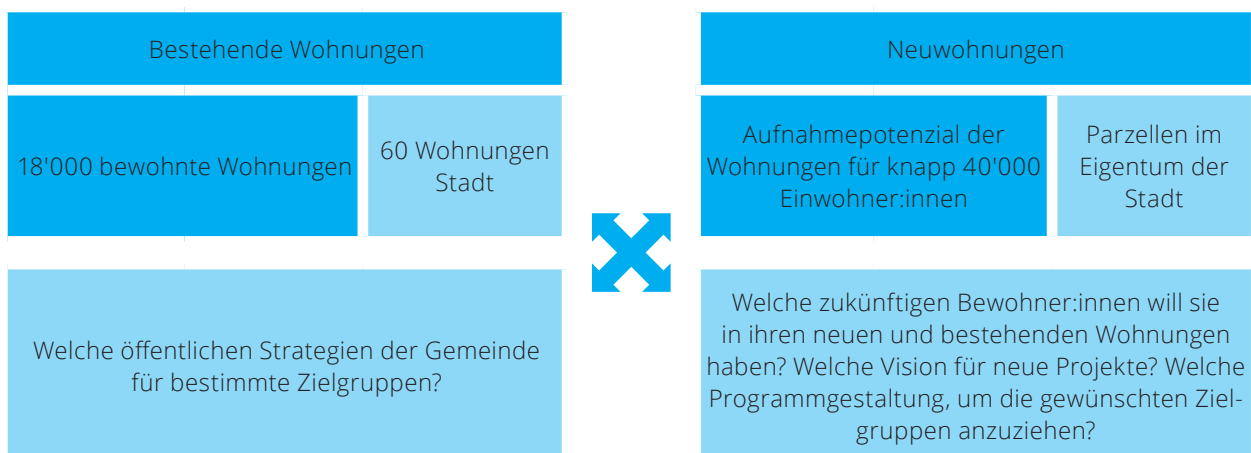 Bestehende Wohnungen
18'000 bewohnte Wohnungen
60 Wohnungen
Stadt
Welche öffentlichen Strategien der Gemeinde
für bestimmte Zielgruppen?
Neuwohnungen
Aufnahmepotenzial der
Wohnungen für knapp 40'000
Einwohner:innen
Parzellen im
Eigentum der
Stadt
Welche zukünftigen Bewohner:innen will sie
in ihren neuen und bestehenden Wohnungen
haben? Welche Vision für neue Projekte? Welche
Programmgestaltung, um die gewünschten Ziel-
gruppen anzuziehen?